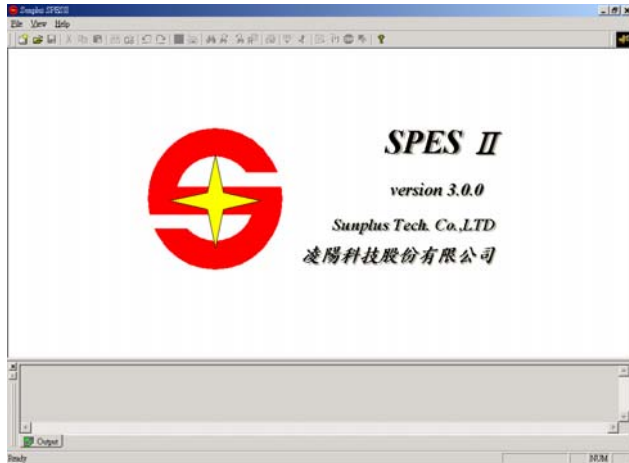 Sunplus SPESII
File View Help
SPES II
version 3.0.0
Sunplus Tech. Co.,LTD
凌陽科技股份有限公司
Output
Ready
NUM